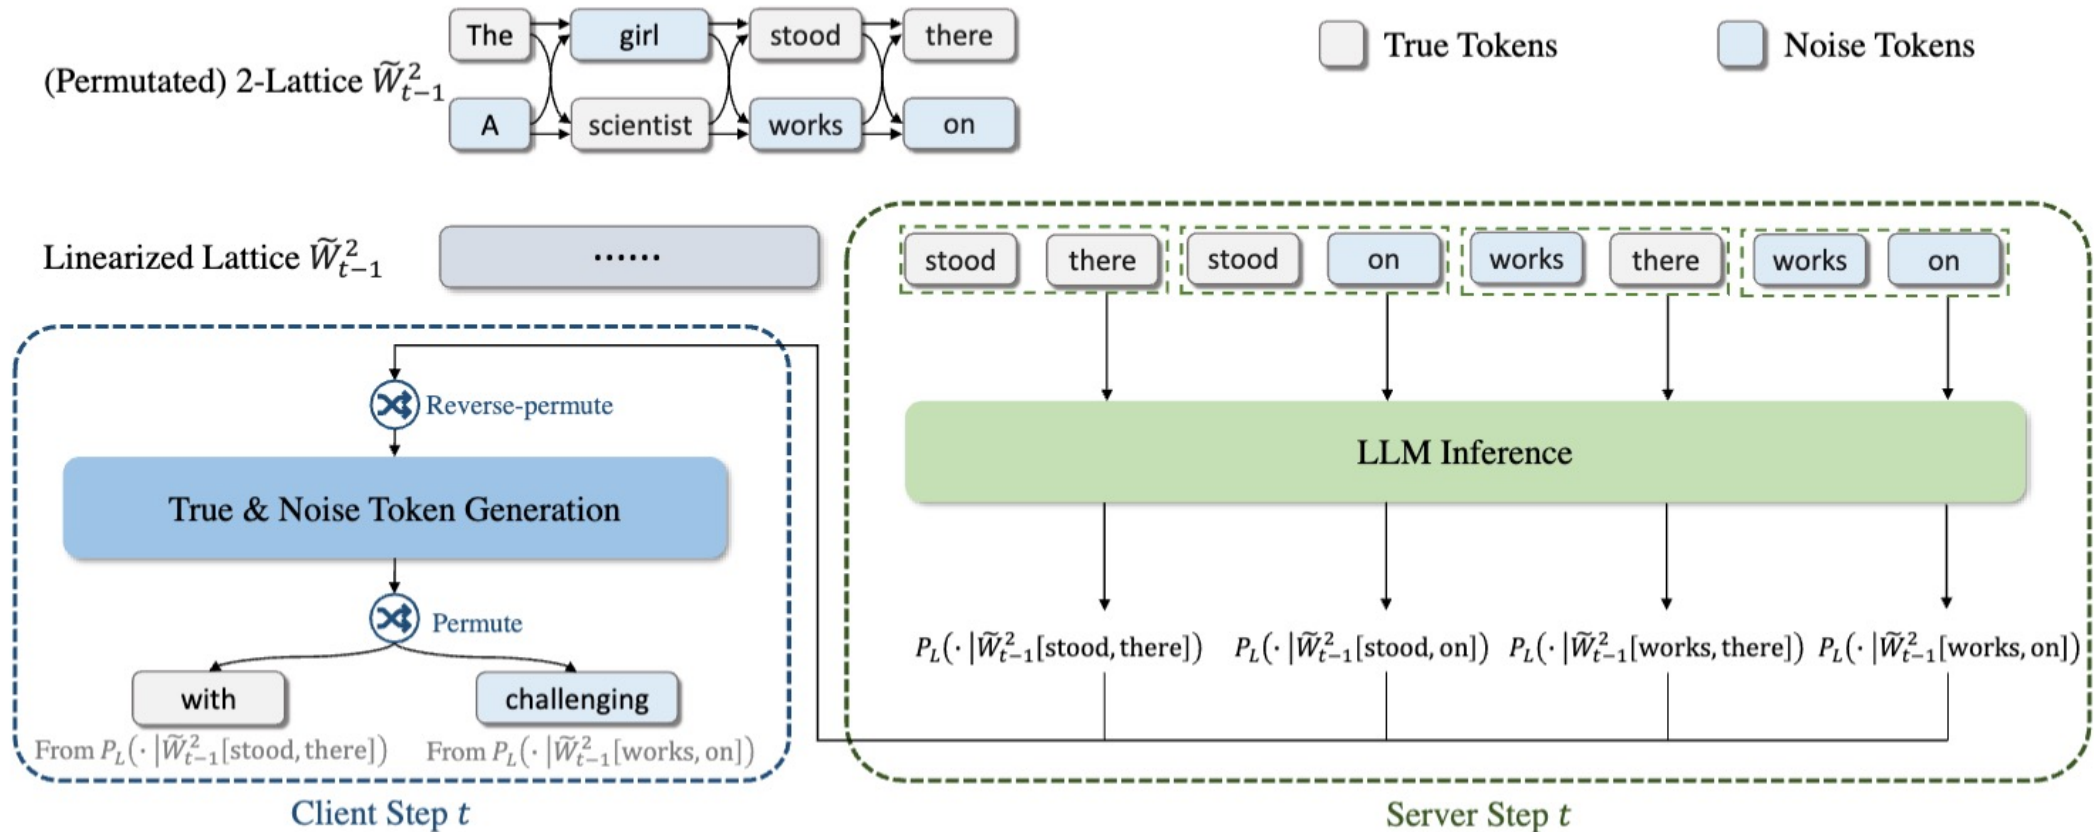 The girl stood there
True Tokens Noise Tokens
(Permutated) 2-Lattice W̃²ₜ₋₁
A scientist works on
Linearized Lattice W̃²ₜ₋₁
......
stood there stood on works there works on
Reverse-permute
LLM Inference
True & Noise Token Generation
Permute
P_L(· |W̃²ₜ₋₁[stood, there]) P_L(· |W̃²ₜ₋₁[stood, on]) P_L(· |W̃²ₜ₋₁[works, there]) P_L(· |W̃²ₜ₋₁[works, on])
with challenging
From P_L(· |W̃²ₜ₋₁[stood, there]) From P_L(· |W̃²ₜ₋₁[works, on])
Client Step t
Server Step t